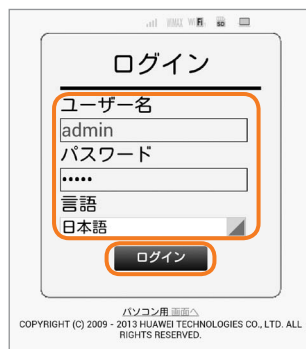 WiMAX WiFi SD
ログイン
ユーザー名
admin
パスワード
•••••
言語
日本語
ログイン
パソコン用 画面へ
COPYRIGHT (C) 2009 - 2013 HUAWEI TECHNOLOGIES CO., LTD. ALL
RIGHTS RESERVED.